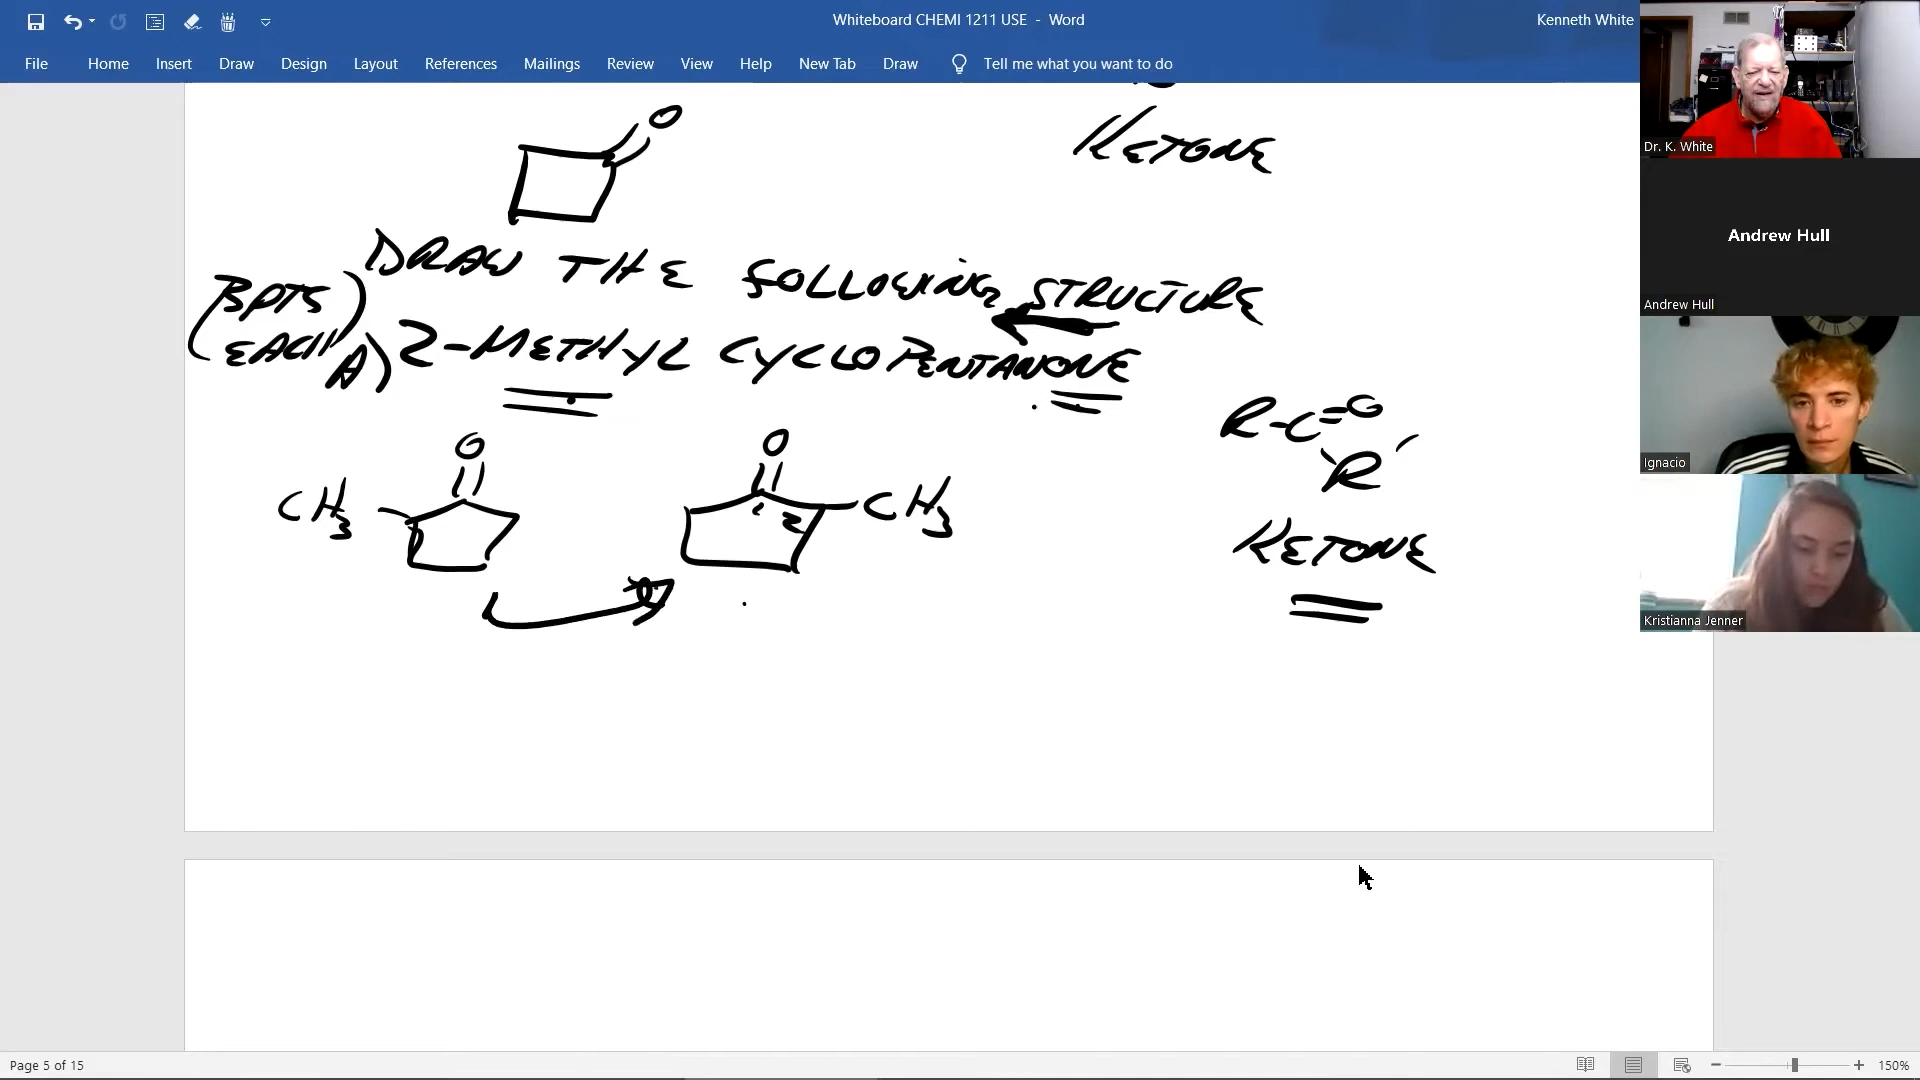 Whiteboard CHEMI 1211 USE - Word
Kenneth White
File Home Insert Draw Design Layout References Mailings Review View Help New Tab Draw Tell me what you want to do
O
KETONE
DRAW THE FOLLOWING STRUCTURE
(3PTS EACH)
A) 2-METHYL CYCLOPENTANONE
R-C=O
R'
KETONE
O
CH3
O
1 2
CH3
Dr. K. White
Andrew Hull
Andrew Hull
Ignacio
Kristianna Jenner
Page 5 of 15
150%